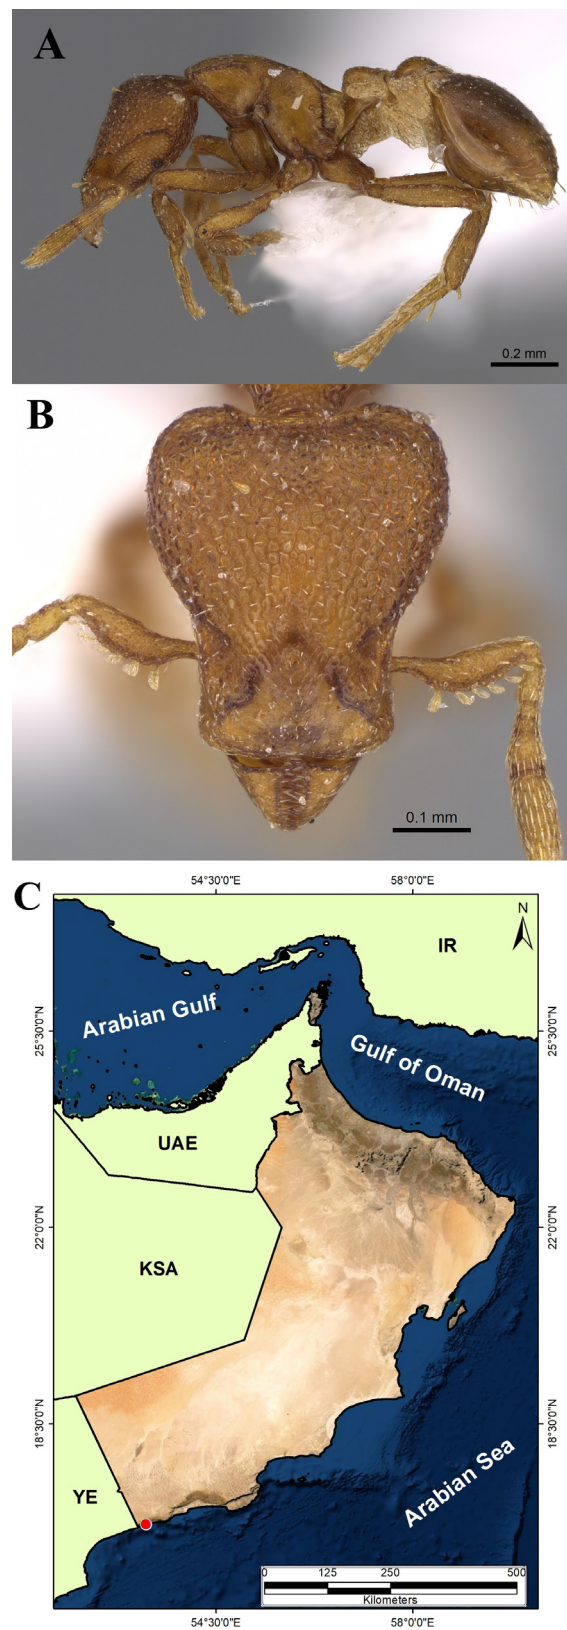 A
0.2 mm
B
0.1 mm
C
54°30'0"E
58°0'0"E
N
IR
Arabian Gulf
Gulf of Oman
25°30'0"N
25°30'0"N
UAE
22°0'0"N
22°0'0"N
KSA
18°30'0"N
18°30'0"N
YE
Arabian Sea
0
125
250
500
Kilometers
54°30'0"E
58°0'0"E